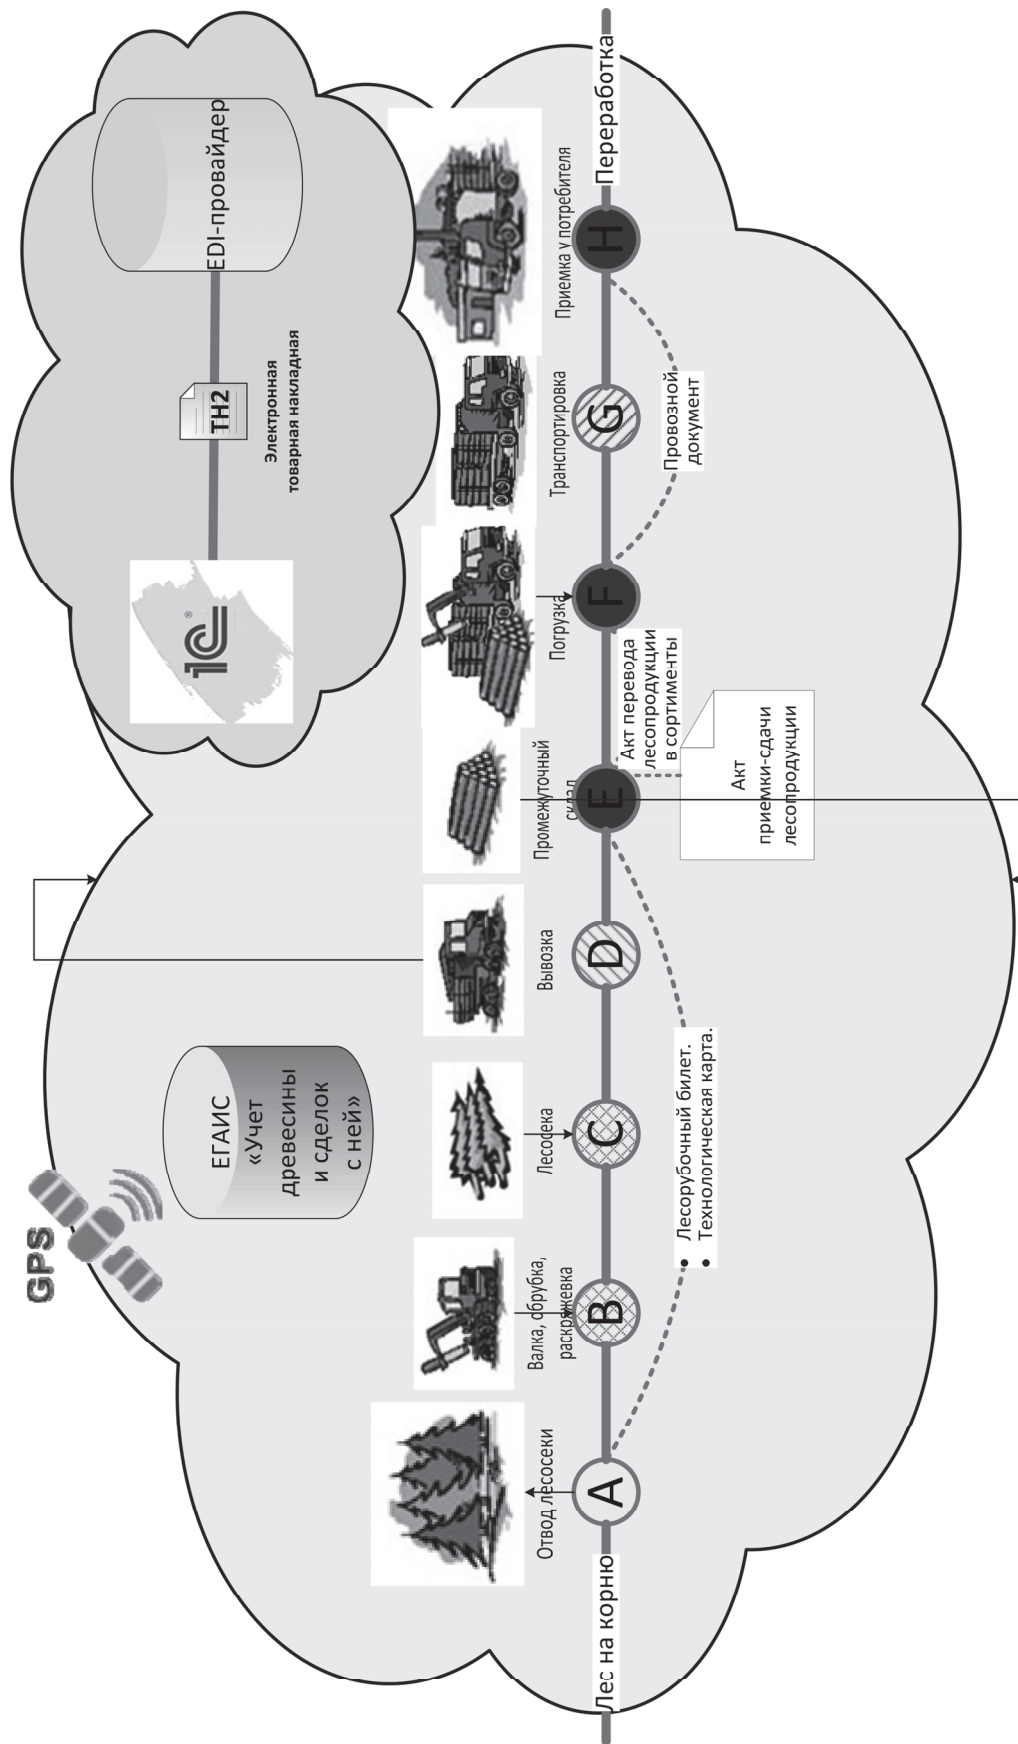 GPS
ЕГАИС
«Учет
древесины
и сделок
с ней»
1С
®
ТН2
Электронная
товарная накладная
EDI-провайдер
Отвод лесосеки
Валка, обрубка,
раскряжевка
Лесосека
Вывозка
Промежуточный
склад
Погрузка
Транспортировка
Приемка у потребителя
Лес на корню
A
B
C
D
E
F
G
H
Переработка
• Лесорубочный билет.
• Технологическая карта.
Акт перевода
лесопродукции
в сортименты
Акт
приемки-сдачи
лесопродукции
Провозной
документ